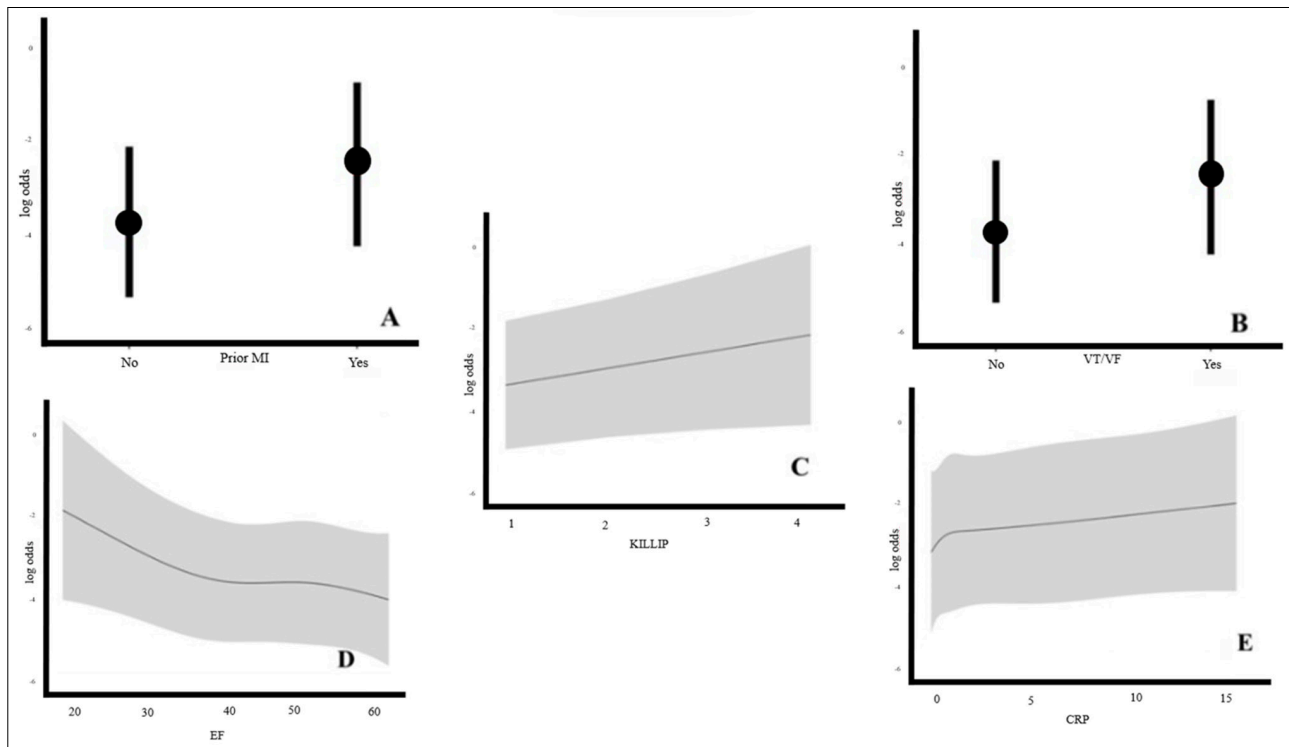 0
-2
log odds
-4
-6
A
No Prior MI Yes
0
-2
log odds
-4
-6
B
No VT/VF Yes
0
-2
log odds
-4
-6
C
1 2 3 4
KILLIP
0
-2
log odds
-4
-6
D
20 30 40 50 60
EF
0
-2
log odds
-4
-6
E
0 5 10 15
CRP